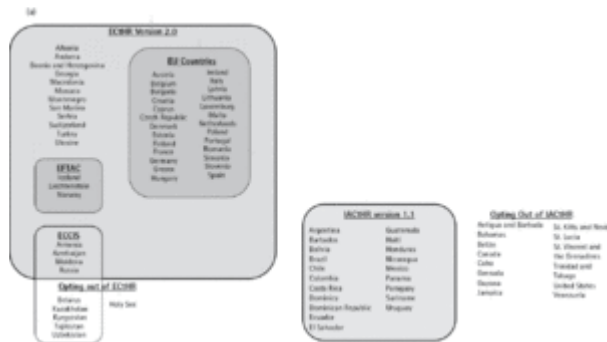 (a)
ECtHR Version 2.0
Albania
Andorra
Bosnia and Herzegovina
Georgia
Macedonia
Monaco
Montenegro
San Marino
Serbia
Switzerland
Turkey
Ukraine
EU Countries
Austria
Belgium
Bulgaria
Croatia
Cyprus
Czech Republic
Denmark
Estonia
Finland
France
Germany
Greece
Hungary
Ireland
Italy
Latvia
Lithuania
Luxemburg
Malta
Netherlands
Poland
Portugal
Romania
Slovenia
Spain
EFTAC
Iceland
Liechtenstein
Norway
ECCIS
Armenia
Azerbaijan
Moldova
Russia
Opting out of ECtHR
Belarus
Kazakhstan
Kyrgyzstan
Tajikistan
Uzbekistan
Holy See
IACtHR version 1.1
Argentina
Barbados
Bolivia
Brazil
Chile
Colombia
Costa Rica
Dominica
Dominican Republic
Ecuador
El Salvador
Guatemala
Haiti
Honduras
Nicaragua
Mexico
Panama
Paraguay
Suriname
Uruguay
Opting Out of IACtHR
Antigua and Barbuda
Bahamas
Belize
Canada
Cuba
Grenada
Guyana
Jamaica
St. Kitts and Nevis
St. Lucia
St. Vincent and
the Grenadines
Trinidad and
Tobago
United States
Venezuela